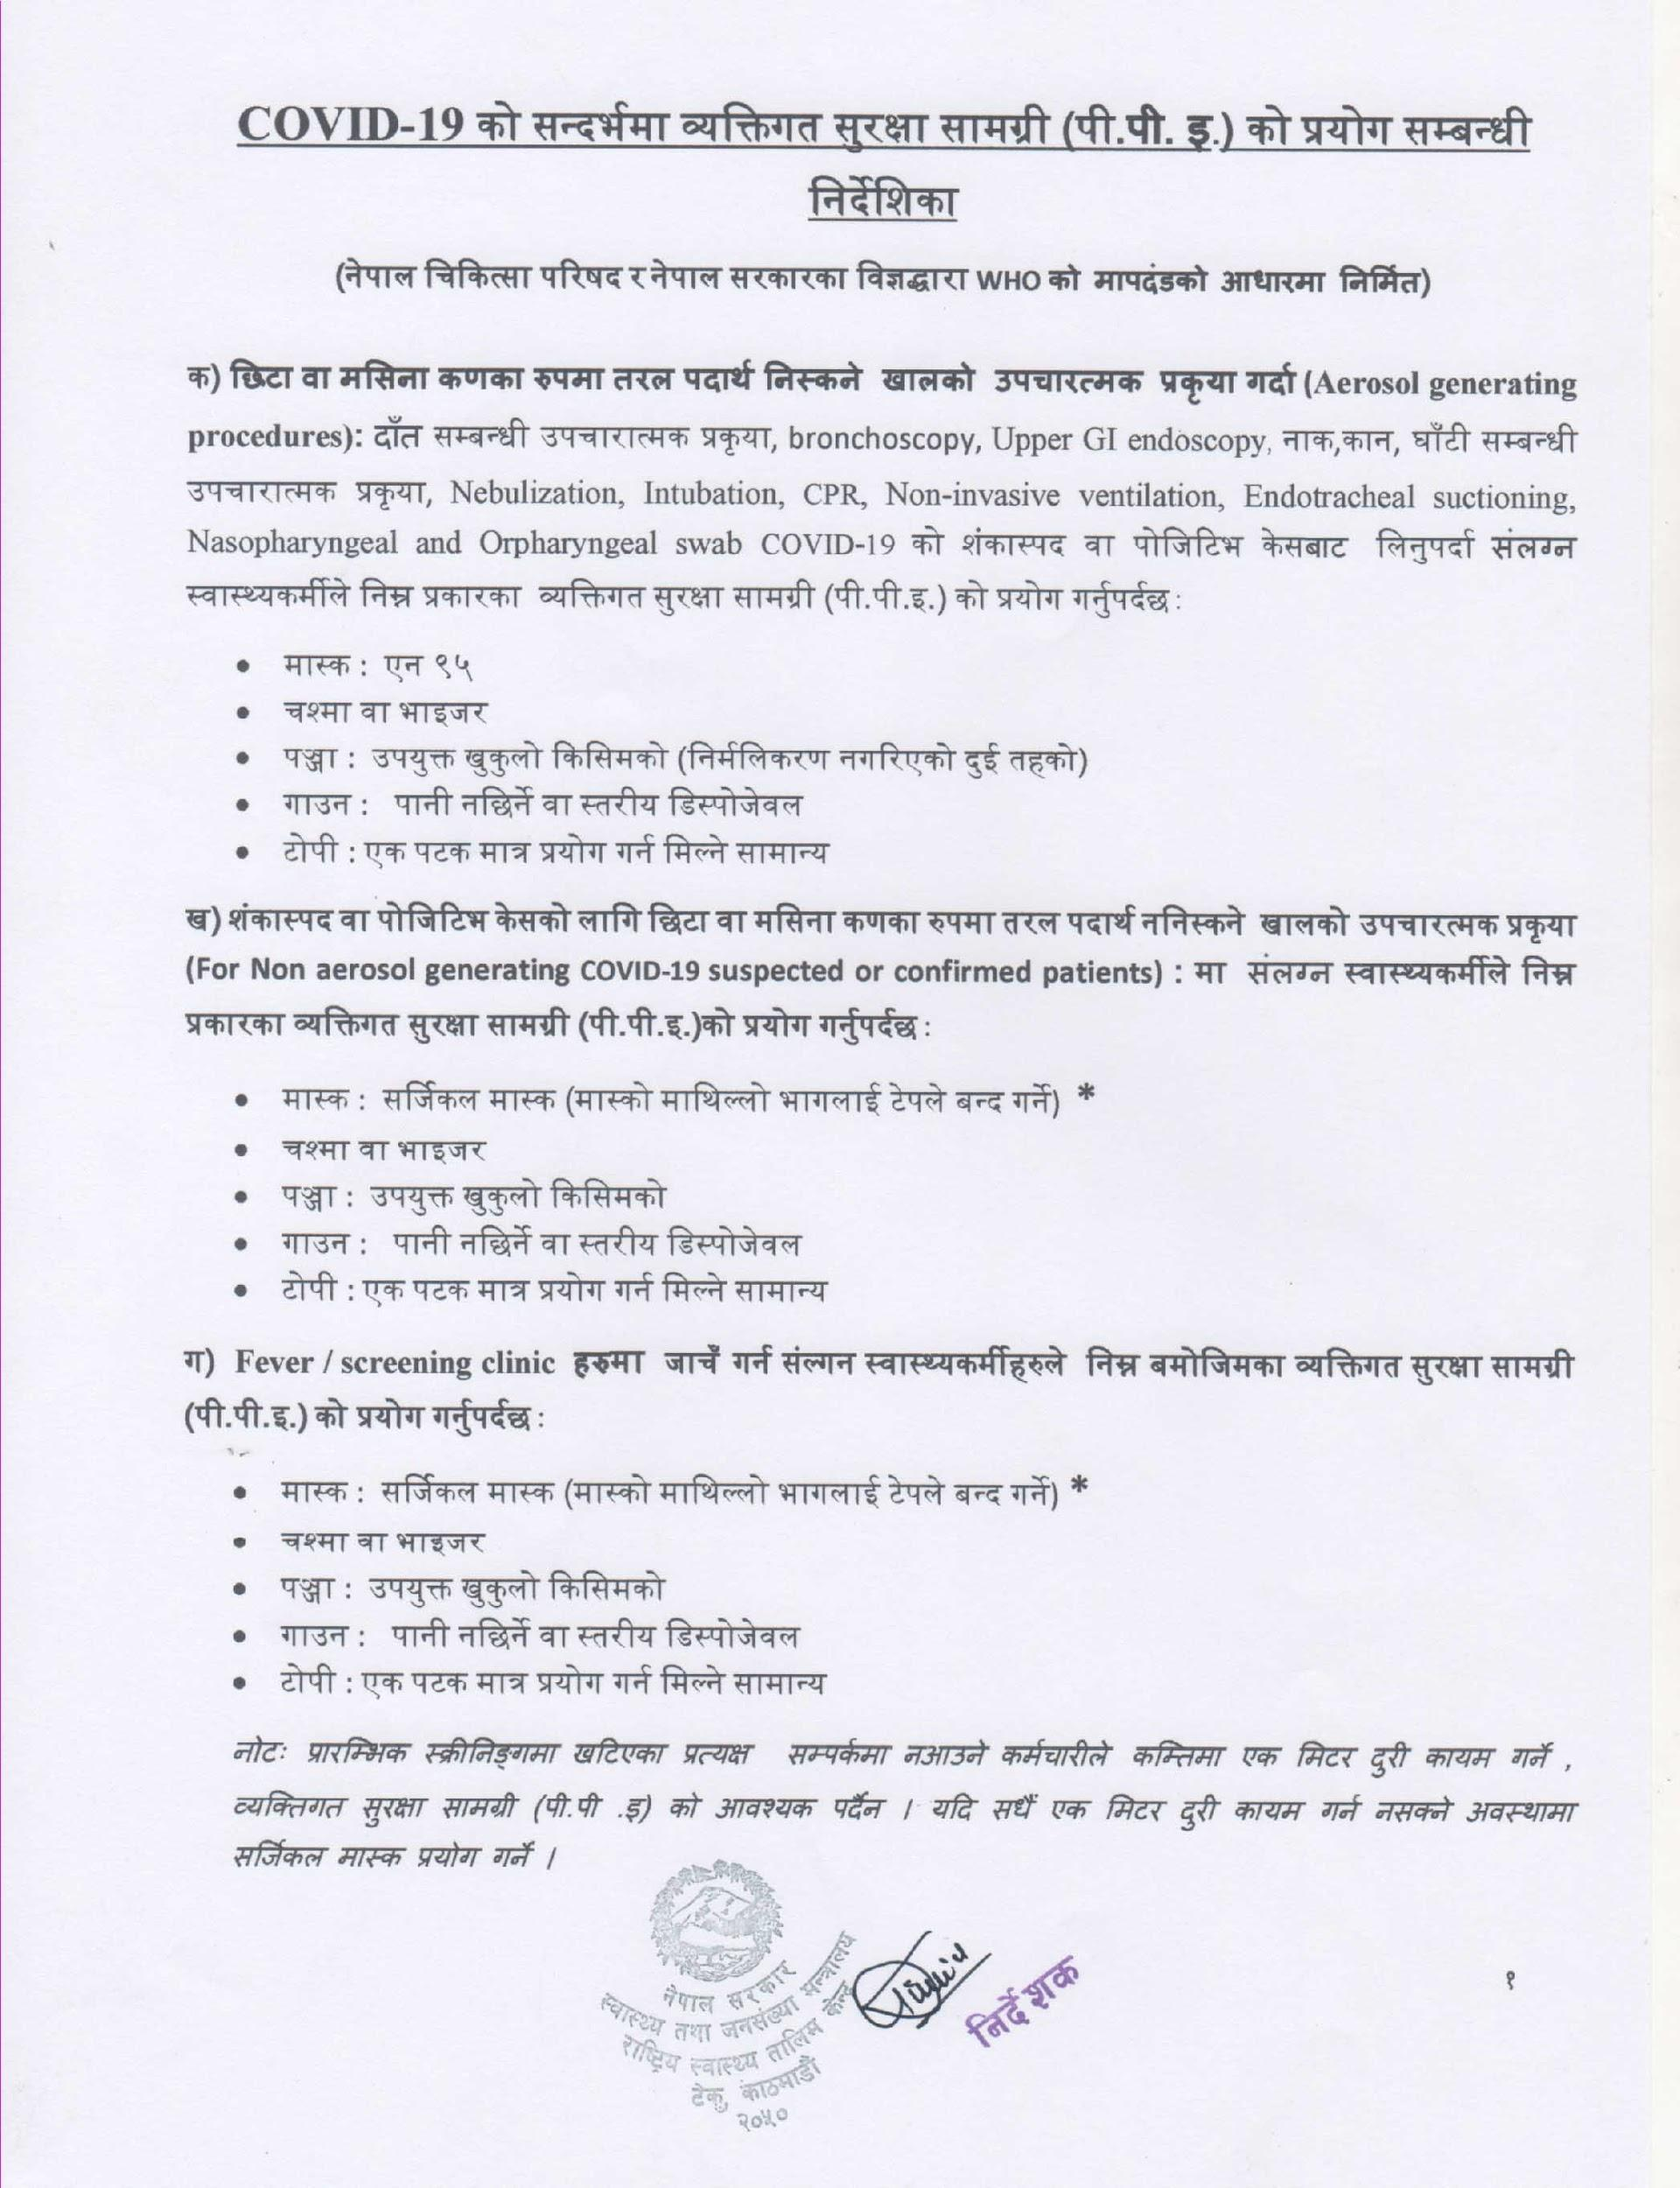 COVID-19 को सन्दर्भमा व्यक्तिगत सुरक्षा सामग्री (पी.पी. इ.) को प्रयोग सम्बन्धी
निर्देशिका
(नेपाल चिकित्सा परिषद र नेपाल सरकारका विज्ञद्धारा WHO को मापदंडको आधारमा निर्मित)
क) छिटा वा मसिना कणका रुपमा तरल पदार्थ निस्कने खालको उपचारत्मक प्रकृया गर्दा (Aerosol generating
procedures): दाँत सम्बन्धी उपचारात्मक प्रकृया, bronchoscopy, Upper GI endoscopy, नाक,कान, घाँटी सम्बन्धी
उपचारात्मक प्रकृया, Nebulization, Intubation, CPR, Non-invasive ventilation, Endotracheal suctioning,
Nasopharyngeal and Orpharyngeal swab COVID-19 को शंकास्पद वा पोजिटिभ केसबाट लिनुपर्दा संलग्न
स्वास्थ्यकर्मीले निम्न प्रकारका व्यक्तिगत सुरक्षा सामग्री (पी.पी.इ.) को प्रयोग गर्नुपर्दछ :
• मास्क : एन ९५
• चश्मा वा भाइजर
• पञ्जा : उपयुक्त खुकुलो किसिमको (निर्मलिकरण नगरिएको दुई तहको)
• गाउन : पानी नछिर्ने वा स्तरीय डिस्पोजेवल
• टोपी : एक पटक मात्र प्रयोग गर्न मिल्ने सामान्य
ख) शंकास्पद वा पोजिटिभ केसको लागि छिटा वा मसिना कणका रुपमा तरल पदार्थ ननिस्कने खालको उपचारत्मक प्रकृया
(For Non aerosol generating COVID-19 suspected or confirmed patients) : मा संलग्न स्वास्थ्यकर्मीले निम्न
प्रकारका व्यक्तिगत सुरक्षा सामग्री (पी.पी.इ.)को प्रयोग गर्नुपर्दछ :
• मास्क : सर्जिकल मास्क (मास्को माथिल्लो भागलाई टेपले बन्द गर्ने) *
• चश्मा वा भाइजर
• पञ्जा : उपयुक्त खुकुलो किसिमको
• गाउन : पानी नछिर्ने वा स्तरीय डिस्पोजेवल
• टोपी : एक पटक मात्र प्रयोग गर्न मिल्ने सामान्य
ग) Fever / screening clinic हरुमा जाचँ गर्न संल्गन स्वास्थ्यकर्मीहरुले निम्न बमोजिमका व्यक्तिगत सुरक्षा सामग्री
(पी.पी.इ.) को प्रयोग गर्नुपर्दछ :
• मास्क : सर्जिकल मास्क (मास्को माथिल्लो भागलाई टेपले बन्द गर्ने) *
• चश्मा वा भाइजर
• पञ्जा : उपयुक्त खुकुलो किसिमको
• गाउन : पानी नछिर्ने वा स्तरीय डिस्पोजेवल
• टोपी : एक पटक मात्र प्रयोग गर्न मिल्ने सामान्य
नोटः प्रारम्भिक स्क्रीनिङ्गमा खटिएका प्रत्यक्ष सम्पर्कमा नआउने कर्मचारीले कम्तिमा एक मिटर दुरी कायम गर्ने ,
व्यक्तिगत सुरक्षा सामग्री (पी.पी .इ) को आवश्यक पर्दैन । यदि सधैं एक मिटर दुरी कायम गर्न नसक्ने अवस्थामा
सर्जिकल मास्क प्रयोग गर्ने ।
नेपाल सरकार
स्वास्थ्य तथा जनसंख्या मन्त्रालय
राष्ट्रिय स्वास्थ्य तालिम केन्द्र
टेकु, काठमाडौं
२०५०
निर्देशक
१